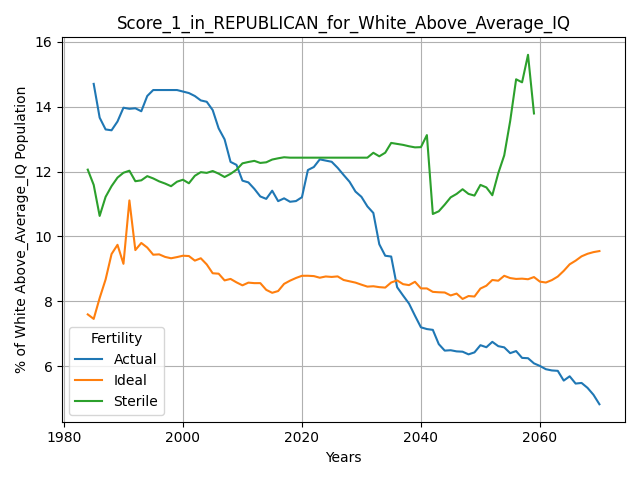 Score_1_in_REPUBLICAN_for_White_Above_Average_IQ
% of White Above_Average_IQ Population
16
14
12
10
8
6
Fertility
Actual
Ideal
Sterile
1980
2000
2020
2040
2060
Years